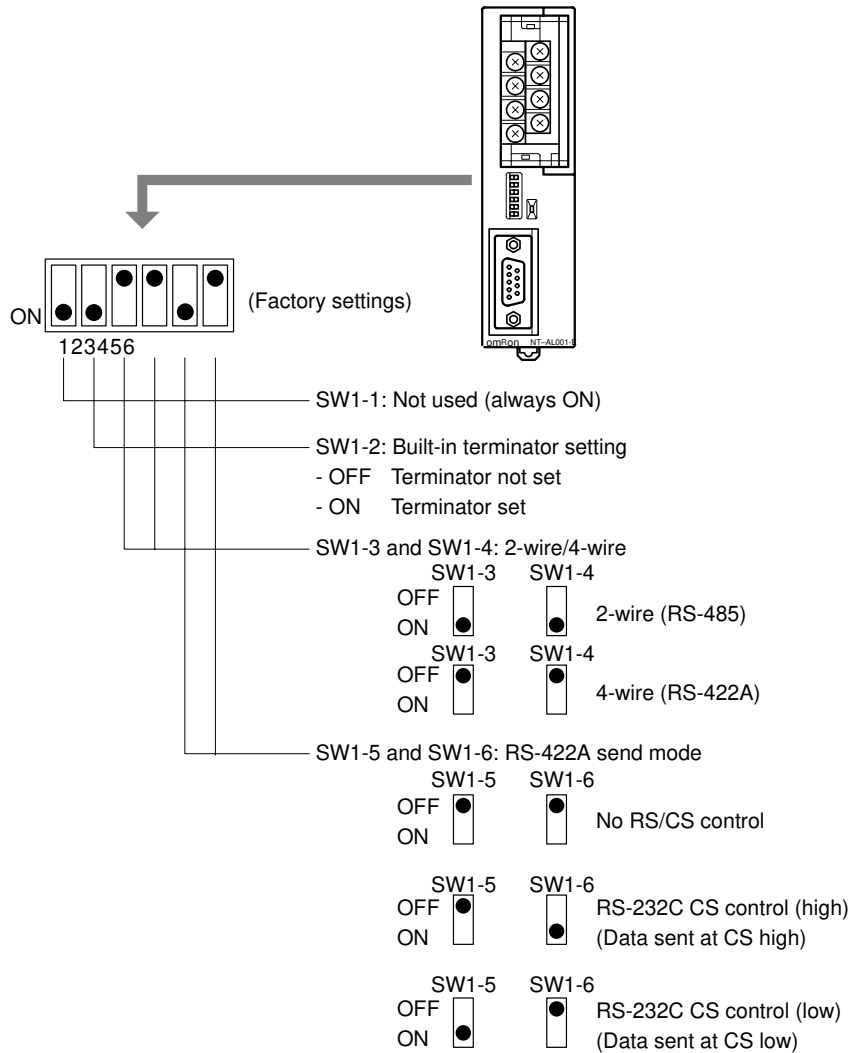 omRon NT-AL001-E
(Factory settings)
ON
123456
SW1-1: Not used (always ON)
SW1-2: Built-in terminator setting
- OFF Terminator not set
- ON Terminator set
SW1-3 and SW1-4: 2-wire/4-wire
SW1-3 SW1-4
OFF
2-wire (RS-485)
ON
SW1-3 SW1-4
OFF
4-wire (RS-422A)
ON
SW1-5 and SW1-6: RS-422A send mode
SW1-5 SW1-6
OFF
No RS/CS control
ON
SW1-5 SW1-6
OFF RS-232C CS control (high)
ON (Data sent at CS high)
SW1-5 SW1-6
OFF RS-232C CS control (low)
ON (Data sent at CS low)